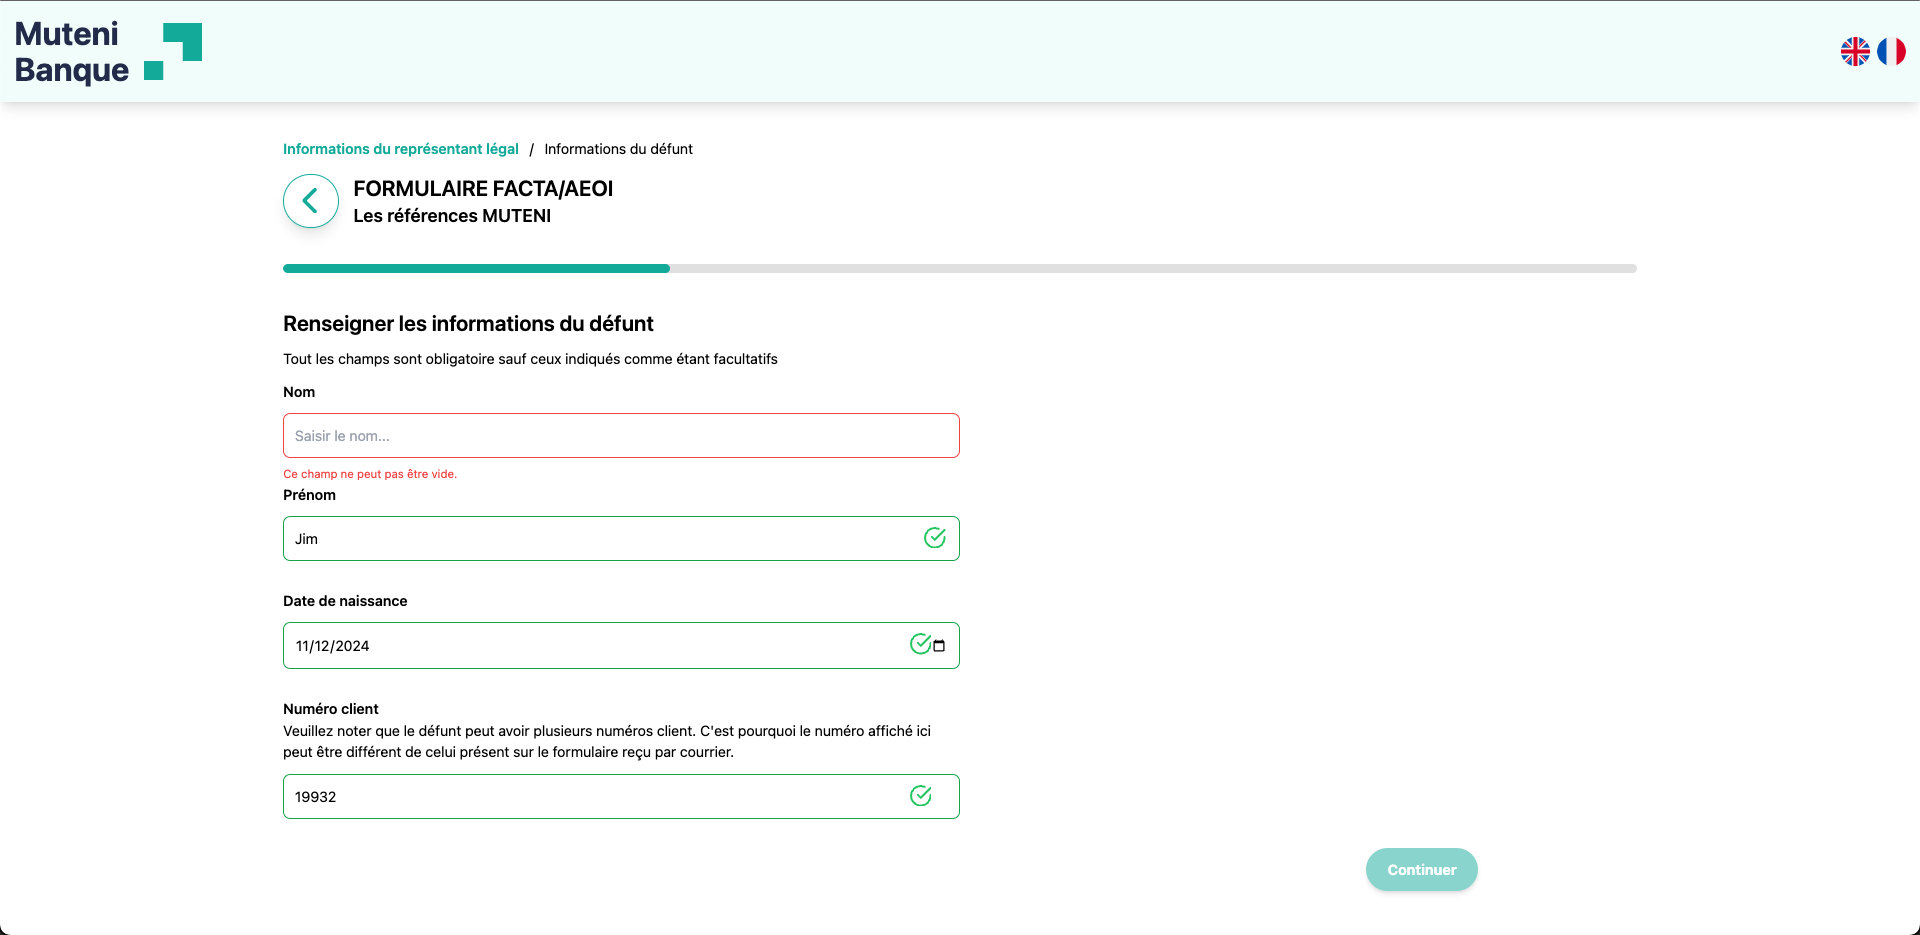 Muteni
Banque
Informations du représentant légal / Informations du défunt
FORMULAIRE FACTA/AEOI
Les références MUTENI
Renseigner les informations du défunt
Tout les champs sont obligatoire sauf ceux indiqués comme étant facultatifs
Nom
Saisir le nom...
Ce champ ne peut pas être vide.
Prénom
Jim
Date de naissance
11/12/2024
Numéro client
Veuillez noter que le défunt peut avoir plusieurs numéros client. C'est pourquoi le numéro affiché ici
peut être différent de celui présent sur le formulaire reçu par courrier.
19932
Continuer